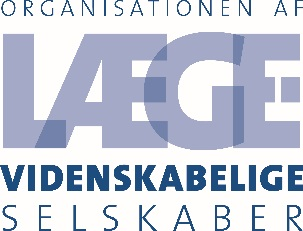 ORGANISATIONEN AF
LÆGE
VIDENSKABELIGE
SELSKABER